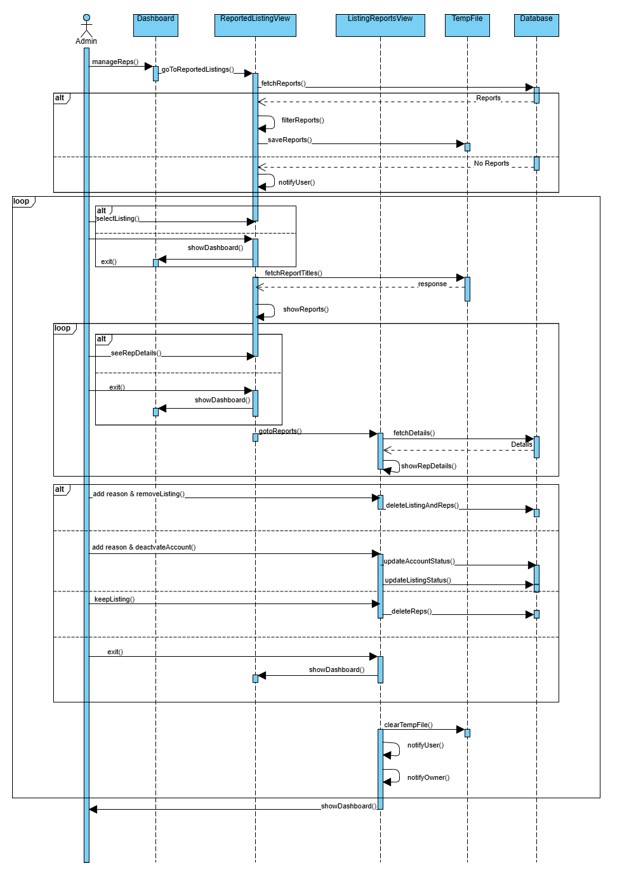 Dashboard
ReportedListingView
ListingReportsView
TempFile
Database
Admin
manageReps()
goToReportedListings()
fetchReports()
alt
Reports
filterReports()
saveReports()
No Reports
notifyUser()
loop
alt
selectListing()
showDashboard()
exit()
fetchReportTitles()
response
showReports()
loop
alt
seeRepDetails()
exit()
showDashboard()
gotoReports()
fetchDetails()
Details
showRepDetails()
alt
add reason & removeListing()
deleteListingAndReps()
add reason & deactvateAccount()
updateAccountStatus()
updateListingStatus()
keepListing()
deleteReps()
exit()
showDashboard()
clearTempFile()
notifyUser()
notifyOwner()
showDashboard()